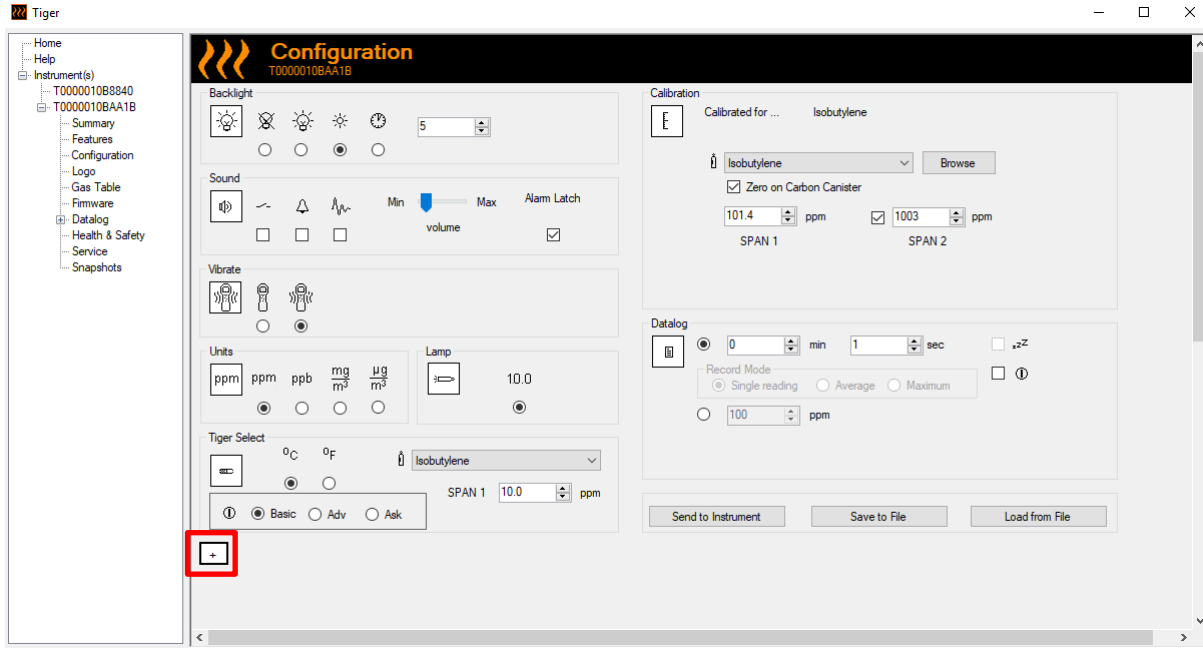 Tiger
Home
Help
Instrument(s)
T0000010B8840
T0000010BAA1B
Summary
Features
Configuration
Logo
Gas Table
Firmware
Datalog
Health & Safety
Service
Snapshots
Configuration
T0000010BAA1B
Backlight
5
Sound
Min Max Alarm Latch
volume
Vibrate
Units
ppm ppm ppb mg/m³ µg/m³
Lamp
10.0
Tiger Select
ºC ºF Isobutylene
SPAN 1 10.0 ppm
Basic Adv Ask
+
Calibration
Calibrated for ... Isobutylene
Isobutylene Browse
Zero on Carbon Canister
101.4 ppm 1003 ppm
SPAN 1 SPAN 2
Datalog
0 min 1 sec zzZ
Record Mode
Single reading Average Maximum
100 ppm
Send to Instrument Save to File Load from File